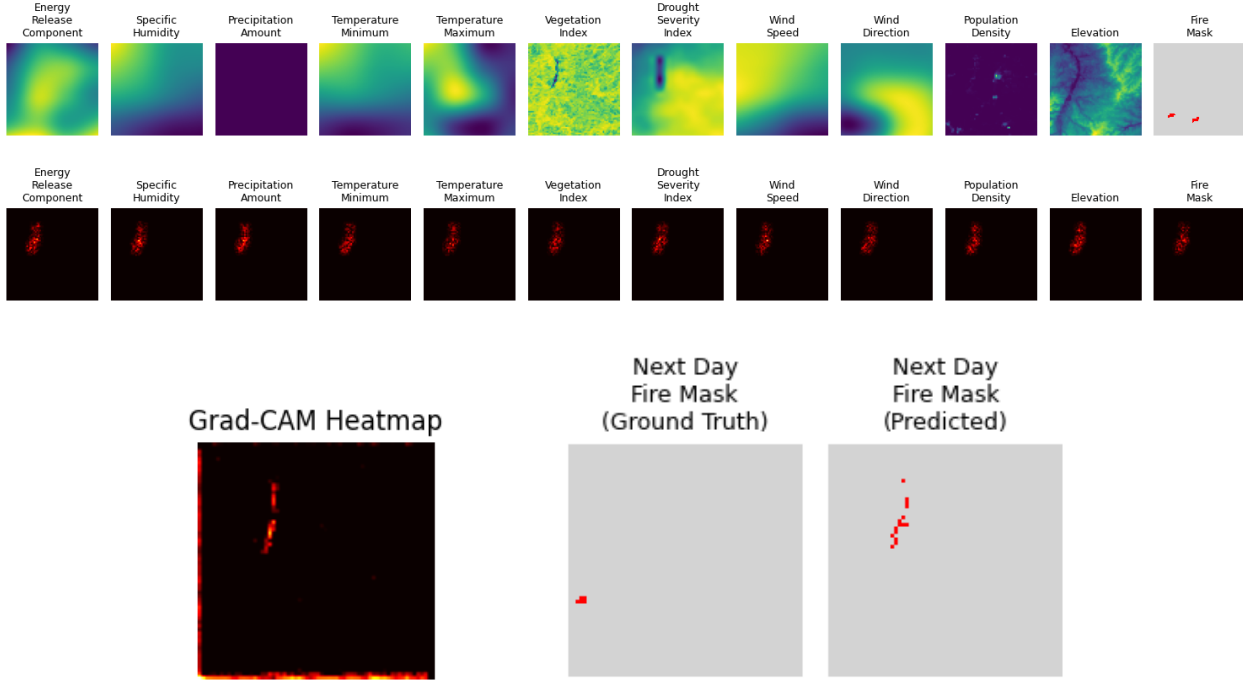 Energy
Release
Component
Specific
Humidity
Precipitation
Amount
Temperature
Minimum
Temperature
Maximum
Vegetation
Index
Drought
Severity
Index
Wind
Speed
Wind
Direction
Population
Density
Elevation
Fire
Mask
Energy
Release
Component
Specific
Humidity
Precipitation
Amount
Temperature
Minimum
Temperature
Maximum
Vegetation
Index
Drought
Severity
Index
Wind
Speed
Wind
Direction
Population
Density
Elevation
Fire
Mask
Grad-CAM Heatmap
Next Day
Fire Mask
(Ground Truth)
Next Day
Fire Mask
(Predicted)